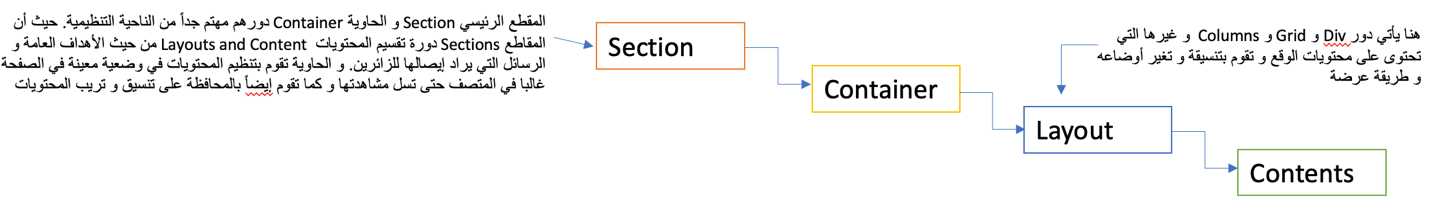 المقطع الرئيسي Section و الحاوية Container دورهم مهتم جداً من الناحية التنظيمية. حيث أن
المقاطع Sections دورة تقسيم المحتويات Layouts and Content من حيث الأهداف العامة و
الرسائل التي يراد إيصالها للزائرين. و الحاوية تقوم بتنظيم المحتويات في وضعية معينة في الصفحة
غالبا في المتصف حتى تسل مشاهدتها و كما تقوم إيضاً بالمحافظة على تنسيق و تريب المحتويات
Section
Container
هنا يأتي دور Div و Grid و Columns و غيرها التي
تحتوى على محتويات الوقع و تقوم بتنسيقة و تغير أوضاعه
و طريقة عرضة
Layout
Contents